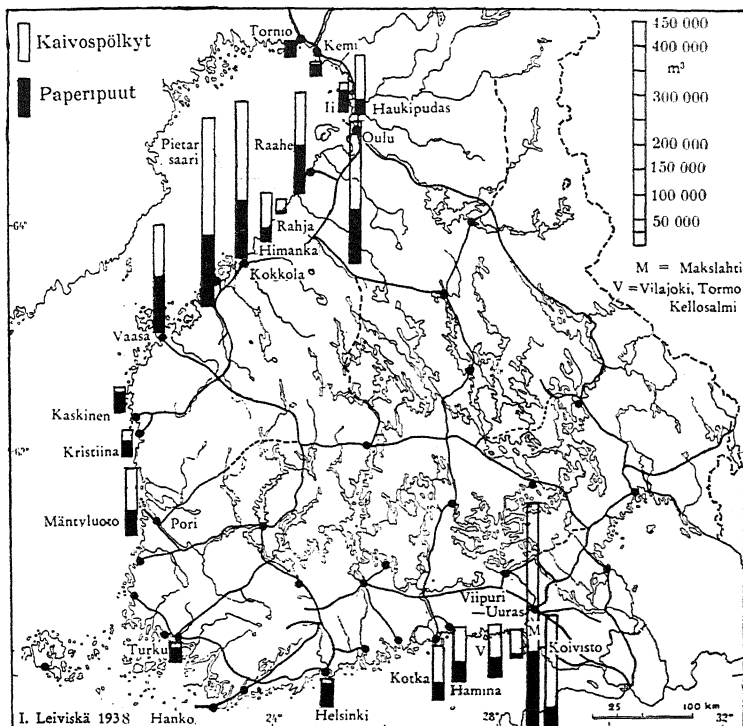 Kaivospölkyt
Paperipuut
Tornio
Kemi
450 000
400 000
m³
300 000
200 000
150 000
100 000
50 000
Ii
Haukipudas
Oulu
Pietar
saari
Raahe
64°
Rahja
Himanka
Kokkola
M = Makslahti
V = Vilajoki, Tormo
Kellosalmi
Vaasa
Kaskinen
Kristiina
Mäntyluoto
Pori
Viipuri
Uuras
M
Koivisto
Turku
V
Kotka
Hamina
I. Leiviskä 1938
Hanko
24°
Helsinki
28°
25
100 km
32°